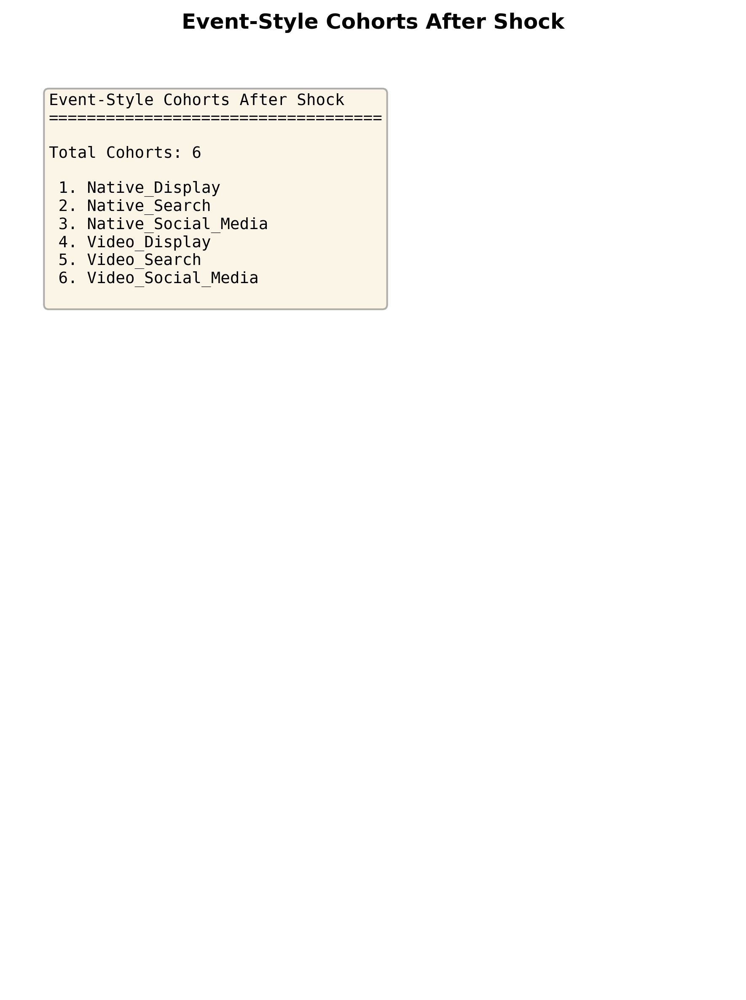 Event-Style Cohorts After Shock
Event-Style Cohorts After Shock
===================================
Total Cohorts: 6
1. Native_Display
2. Native_Search
3. Native_Social_Media
4. Video_Display
5. Video_Search
6. Video_Social_Media